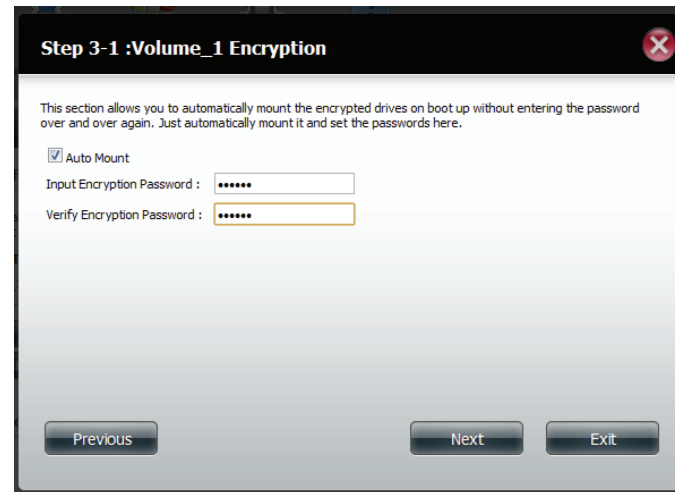 Step 3-1 :Volume_1 Encryption
This section allows you to automatically mount the encrypted drives on boot up without entering the password
over and over again. Just automatically mount it and set the passwords here.
Auto Mount
Input Encryption Password : ••••••
Verify Encryption Password : ••••••
Previous Next Exit